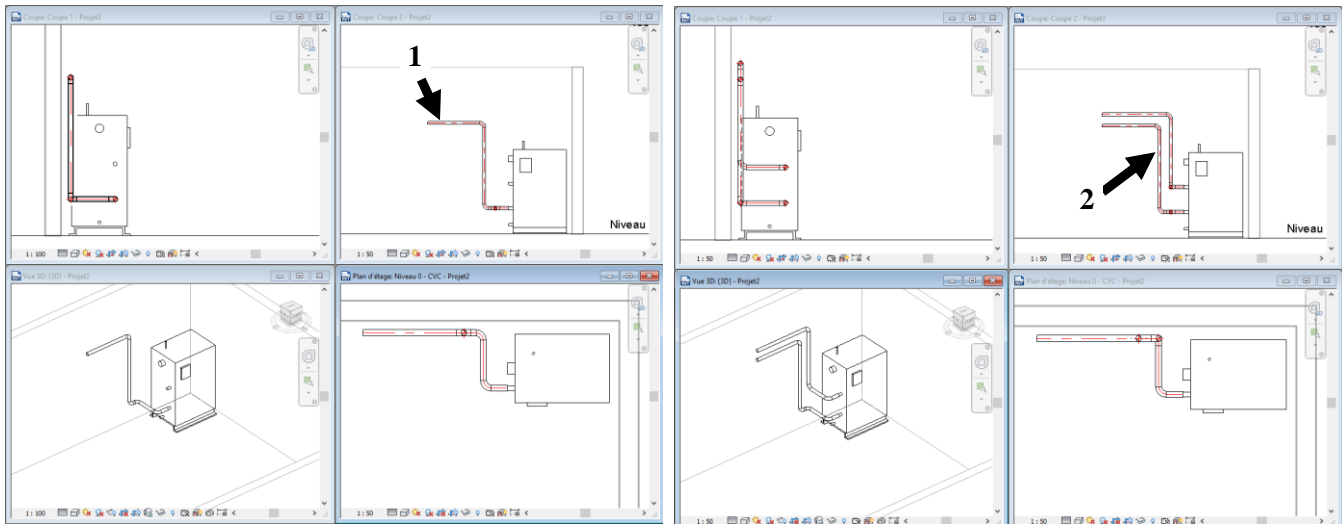 Coupe: Coupe 1 - Projet2
Coupe: Coupe 2 - Projet2
1
Niveau
1 : 100
1 : 50
Vue 3D: {3D} - Projet2
Plan d'étage: Niveau 0 - CVC - Projet2
1 : 100
1 : 50
Coupe: Coupe 1 - Projet2
Coupe: Coupe 2 - Projet2
2
Niveau
1 : 50
1 : 50
Vue 3D: {3D} - Projet2
Plan d'étage: Niveau 0 - CVC - Projet2
1 : 50
1 : 50